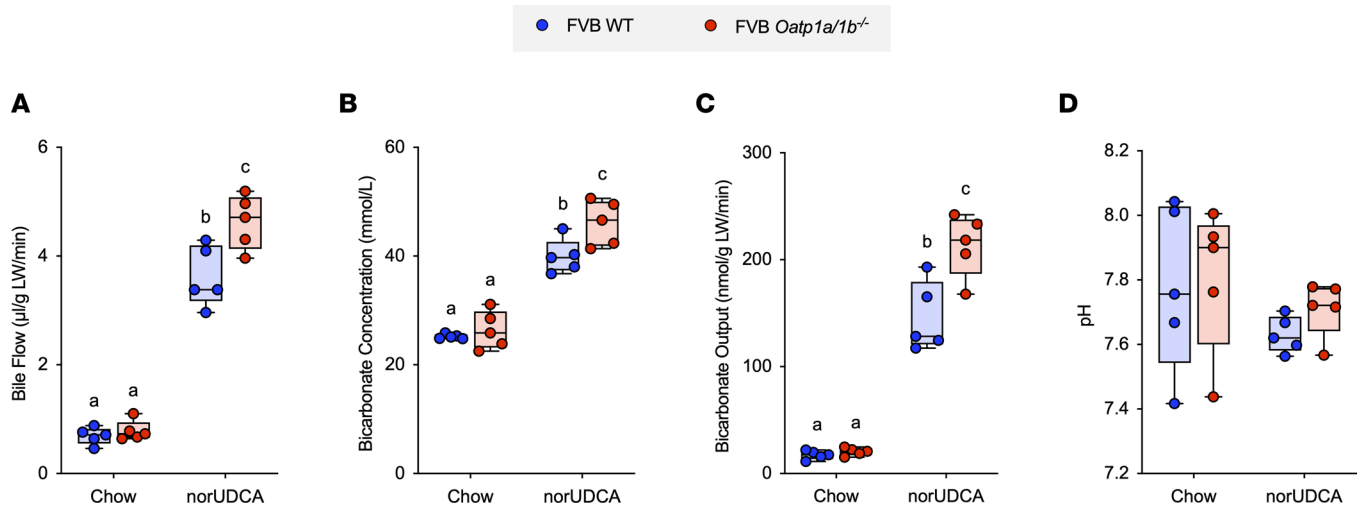 FVB WT FVB Oatp1a/1b-/-
A
Bile Flow (µl/g LW/min)
6
4
2
0
a
a
b
c
Chow norUDCA
B
Bicarbonate Concentration (mmol/L)
60
40
20
0
a
a
b
c
Chow norUDCA
C
Bicarbonate Output (nmol/g LW/min)
300
200
100
0
a
a
b
c
Chow norUDCA
D
pH
8.2
8.0
7.8
7.6
7.4
7.2
Chow norUDCA